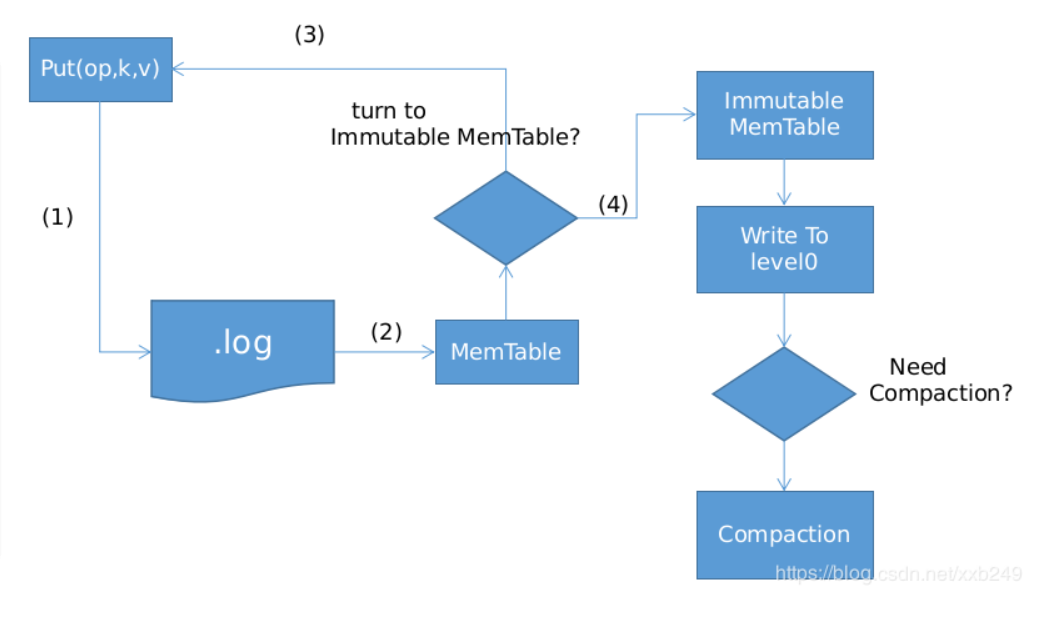 (3)
Put(op,k,v)
turn to
Immutable MemTable?
Immutable
MemTable
(1)
(4)
Write To
level0
.log
(2)
MemTable
Need
Compaction?
Compaction
https://blog.csdn.net/xxb249